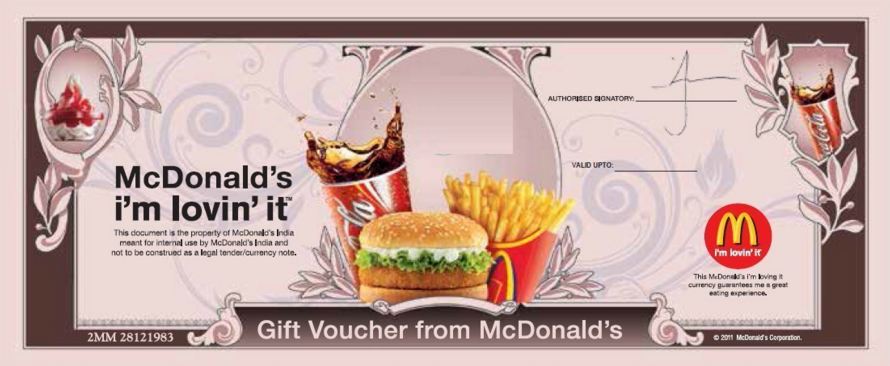 AUTHORISED SIGNATORY:
VALID UPTO:
McDonald's
i'm lovin' it™
This document is the property of McDonald's India
meant for internal use by McDonald's India and
not to be construed as a legal tender/currency note.
i'm lovin' it
This McDonald's I'm loving it
currency guarantees me a great
eating experience.
2MM 28121983
Gift Voucher from McDonald's
© 2011 McDonald's Corporation.